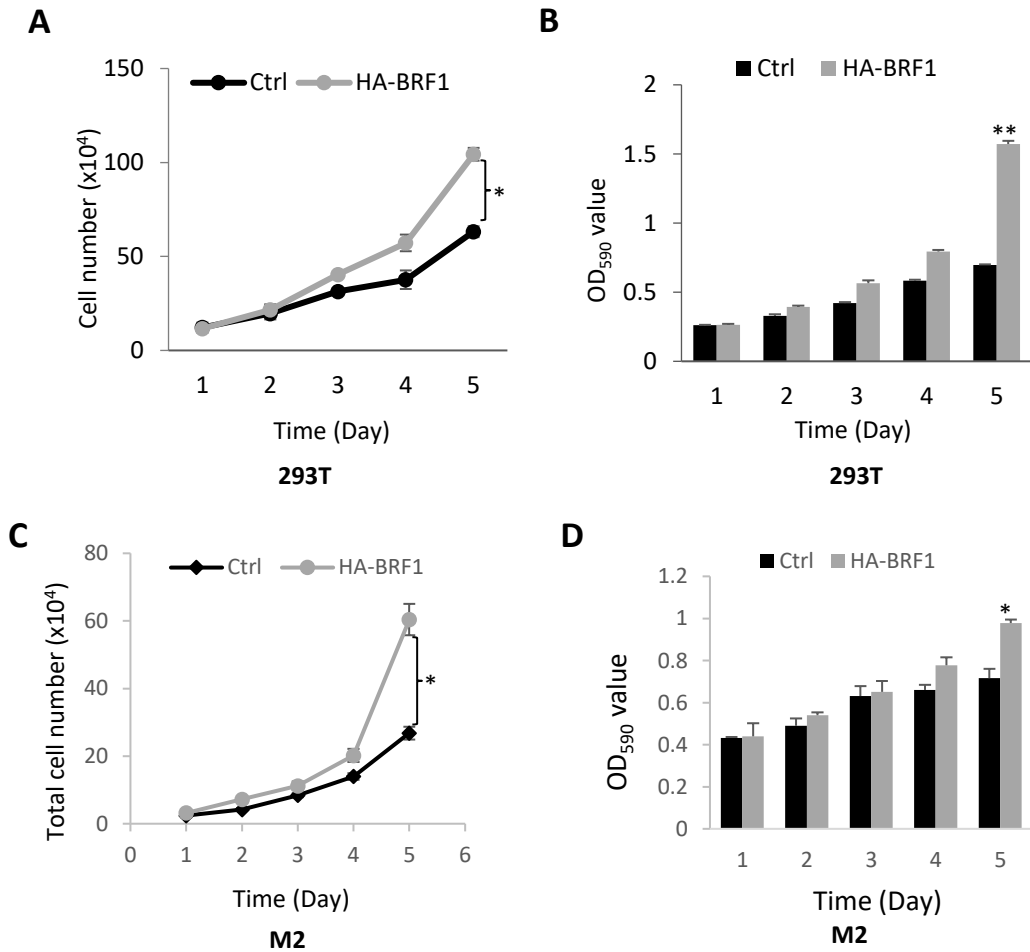 A
Ctrl HA-BRF1
150
100
50
0
Cell number (x10⁴)
*
1 2 3 4 5
Time (Day)
293T
B
Ctrl HA-BRF1
2
1.5
1
0.5
0
OD₅₉₀ value
**
1 2 3 4 5
Time (Day)
293T
C
Ctrl HA-BRF1
80
60
40
20
0
Total cell number (x10⁴)
*
0 1 2 3 4 5 6
Time (Day)
M2
D
Ctrl HA-BRF1
1.2
1
0.8
0.6
0.4
0.2
0
OD₅₉₀ value
*
1 2 3 4 5
Time (Day)
M2